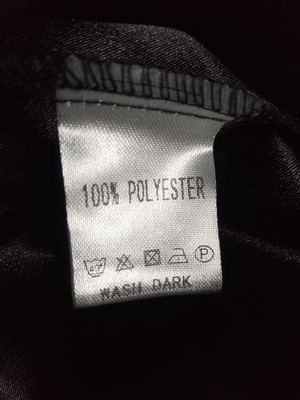 100% POLYESTER
P
WASH DARK